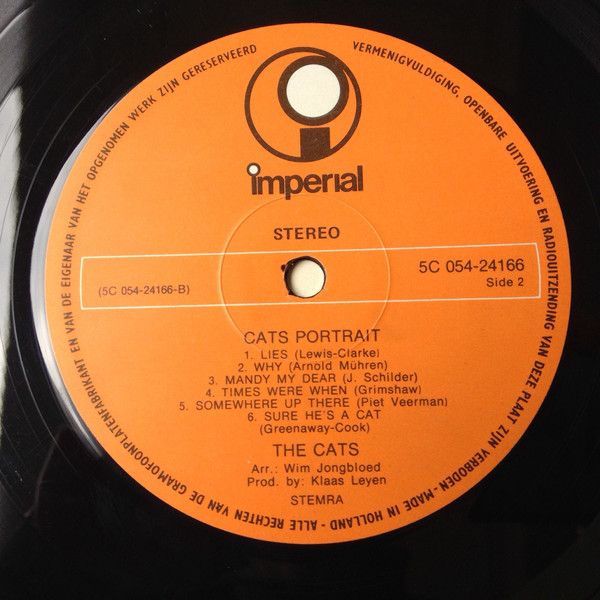 imperial
STEREO
(5C 054-24166-B)
5C 054-24166
Side 2
CATS PORTRAIT
1. LIES (Lewis-Clarke)
2. WHY (Arnold Mühren)
3. MANDY MY DEAR (J. Schilder)
4. TIMES WERE WHEN (Grimshaw)
5. SOMEWHERE UP THERE (Piet Veerman)
6. SURE HE'S A CAT
(Greenaway-Cook)
THE CATS
Arr.: Wim Jongbloed
Prod. by: Klaas Leyen
STEMRA
MADE IN HOLLAND - ALLE RECHTEN VAN DE GRAMOFOONPLATENFABRIKANT EN VAN DE EIGENAAR VAN HET OPGENOMEN WERK ZIJN GERESERVEERD
VERMENIGVULDIGING, OPENBARE UITVOERING EN RADIOUITZENDING VAN DEZE PLAAT ZIJN VERBODEN -